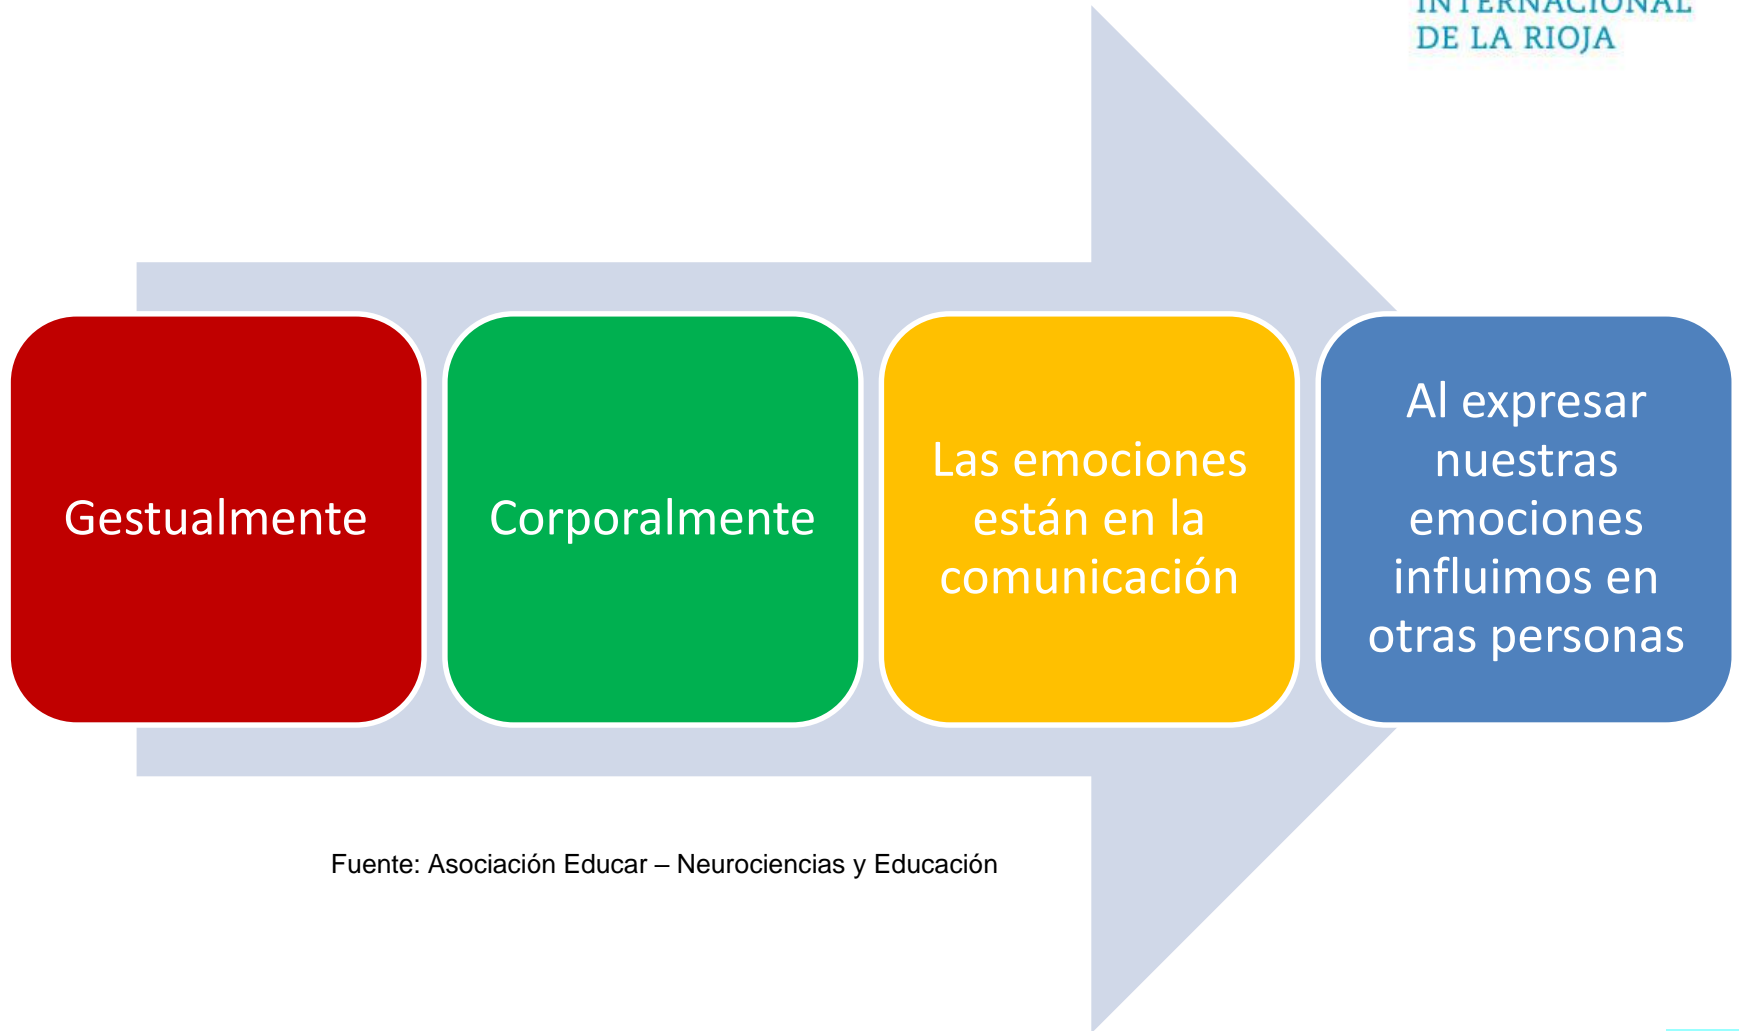 INTERNACIONAL
DE LA RIOJA
Gestualmente
Corporalmente
Las emociones
están en la
comunicación
Al expresar
nuestras
emociones
influimos en
otras personas
Fuente: Asociación Educar – Neurociencias y Educación